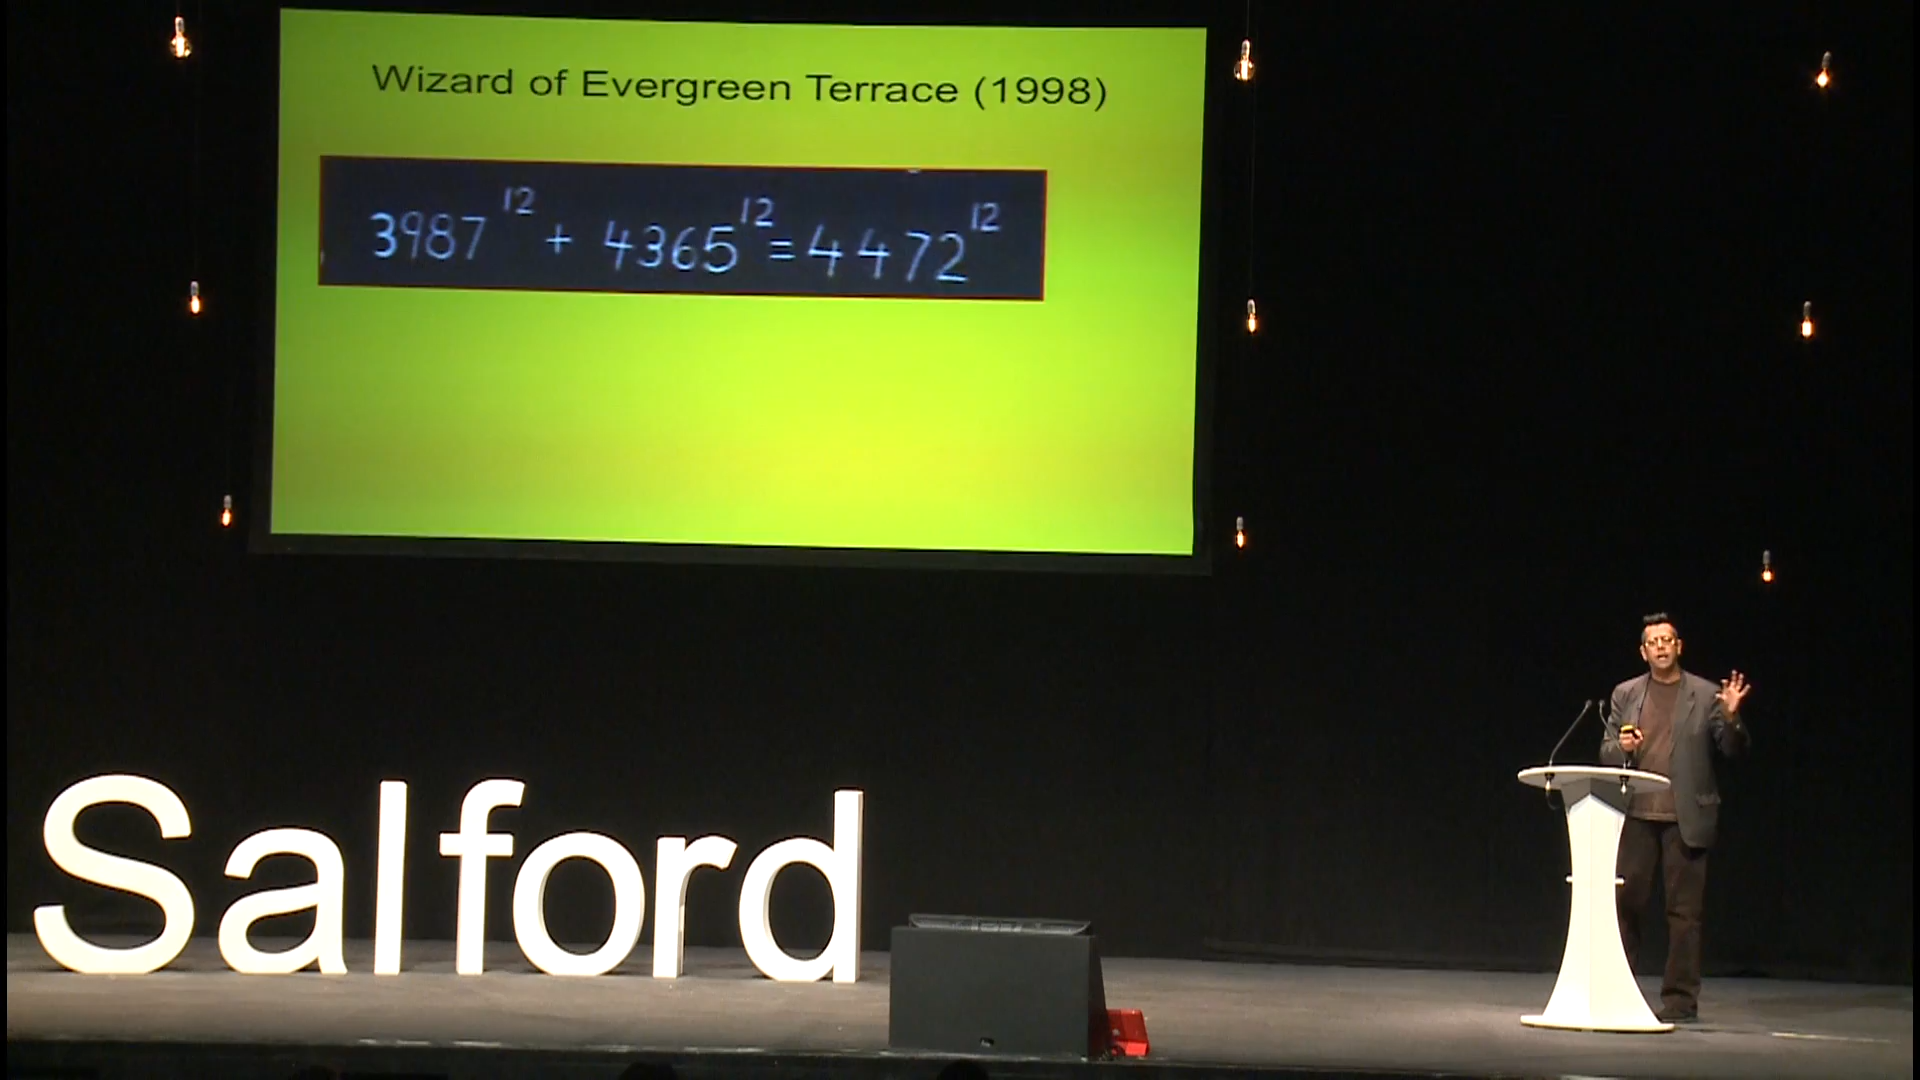 Wizard of Evergreen Terrace (1998)
3987¹² + 4365¹² = 4472¹²
Salford